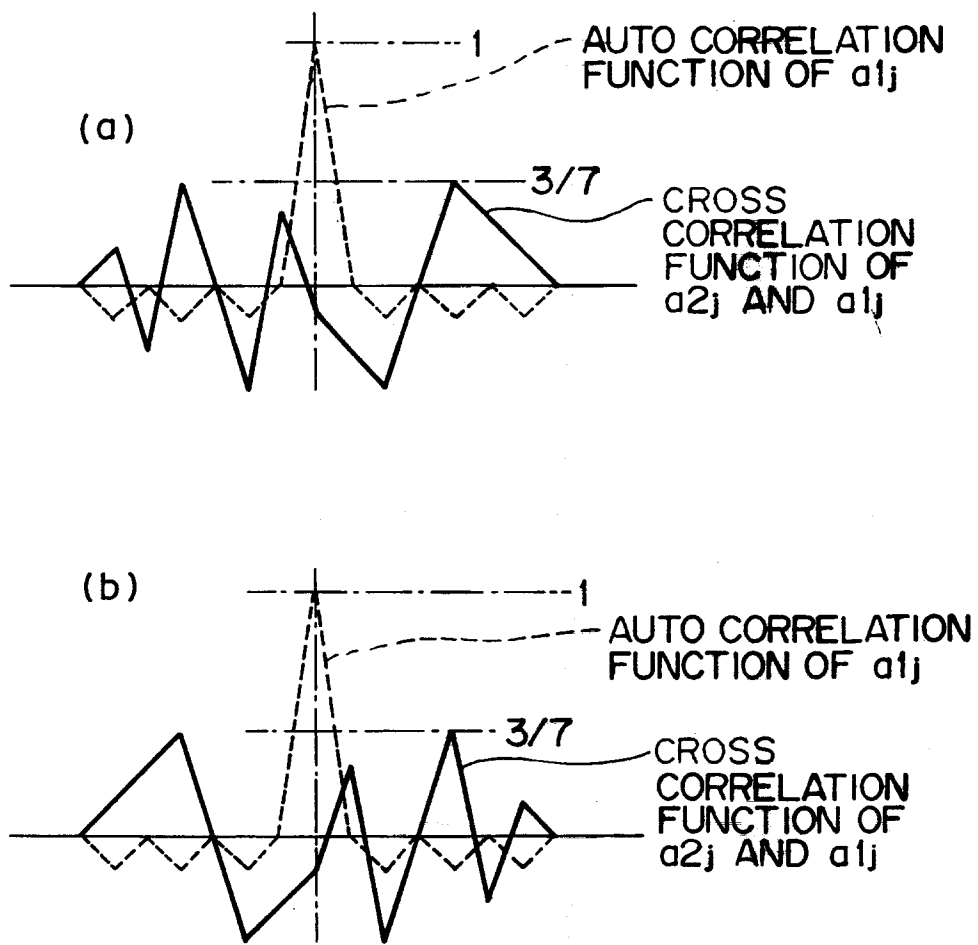 1
AUTO CORRELATION
FUNCTION OF a1j
(a)
3/7
CROSS
CORRELATION
FUNCTION OF
a2j AND a1j
(b)
1
AUTO CORRELATION
FUNCTION OF a1j
3/7
CROSS
CORRELATION
FUNCTION OF
a2j AND a1j